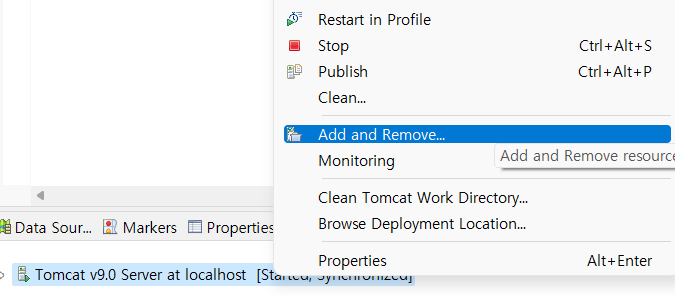 Restart in Profile
Stop Ctrl+Alt+S
Publish Ctrl+Alt+P
Clean...
Add and Remove...
Monitoring
Add and Remove resource
Clean Tomcat Work Directory...
Browse Deployment Location...
Data Sour... Markers Properties
Properties Alt+Enter
Tomcat v9.0 Server at localhost [Started, Synchronized]